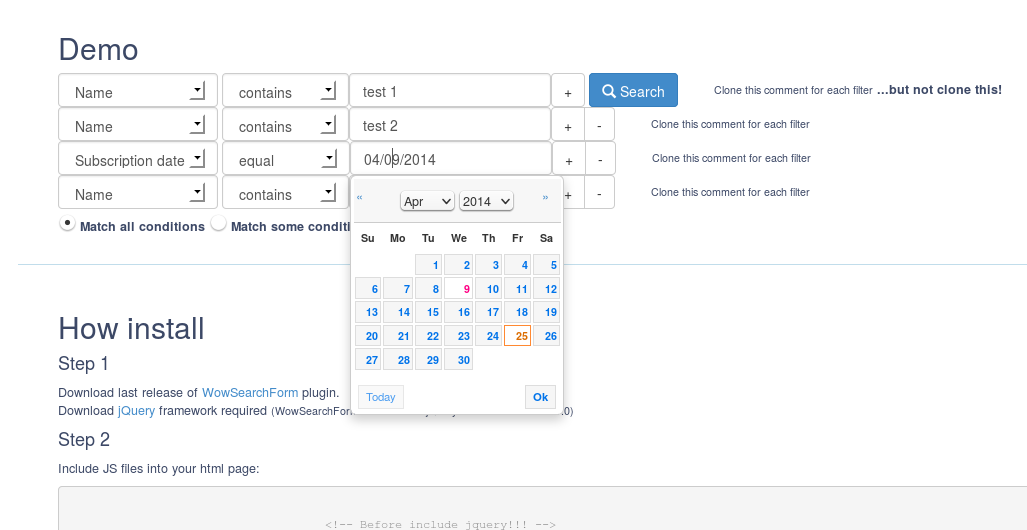 Demo
Name contains test 1 + Search Clone this comment for each filter ...but not clone this!
Name contains test 2 + - Clone this comment for each filter
Subscription date equal 04/09/2014 + - Clone this comment for each filter
Name contains + - Clone this comment for each filter
Match all conditions Match some
« Apr 2014 »
Su Mo Tu We Th Fr Sa
1 2 3 4 5
6 7 8 9 10 11 12
13 14 15 16 17 18 19
20 21 22 23 24 25 26
27 28 29 30
Today Ok
How install
Step 1
Download last release of WowSearchForm plugin.
Download jQuery framework required
Step 2
Include JS files into your html page:
<!-- Before include jquery!!! -->